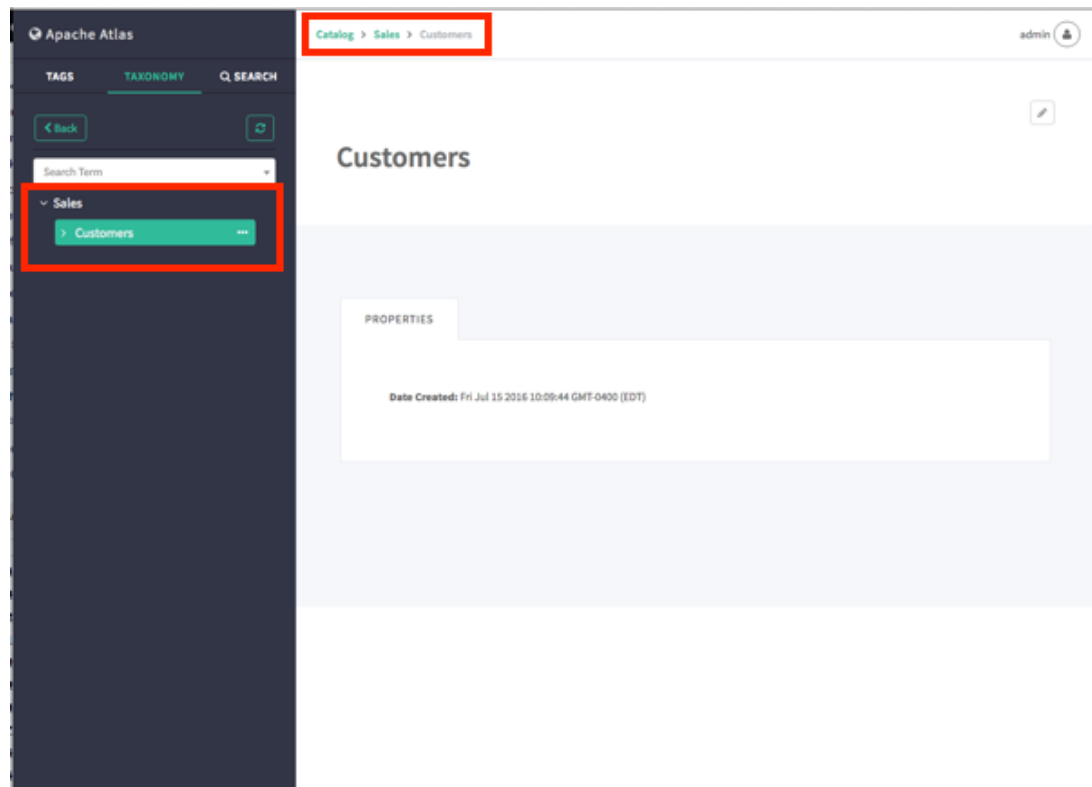 Apache Atlas
Catalog > Sales > Customers
admin
TAGS TAXONOMY SEARCH
Back
Customers
Search Term
Sales
> Customers ...
PROPERTIES
Date Created: Fri Jul 15 2016 10:09:44 GMT-0400 (EDT)